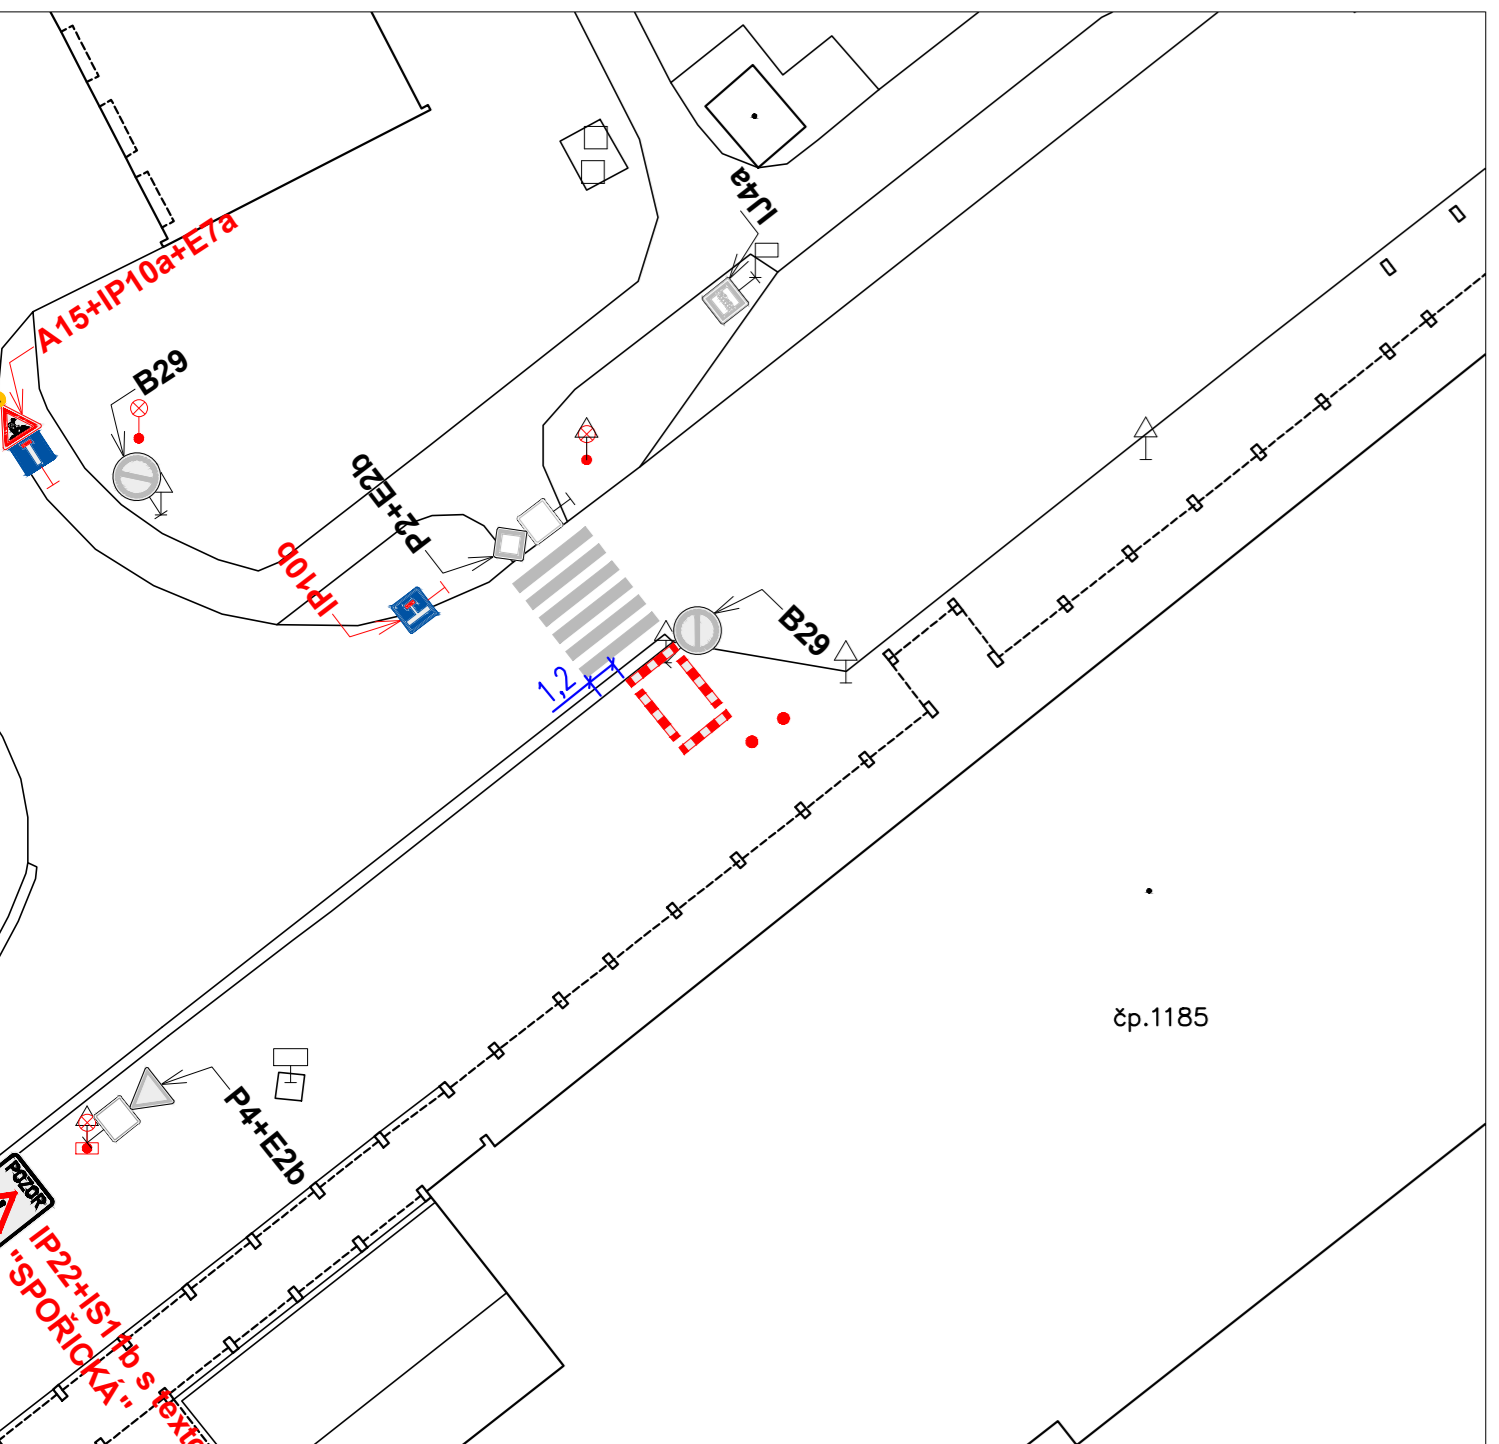 IJ4a
A15+IP10a+E7a
B29
P2+E2b
IP10b
B29
1,2
čp.1185
P4+E2b
POZOR
IP22+IS11b s texte
"SPOŘICKÁ"